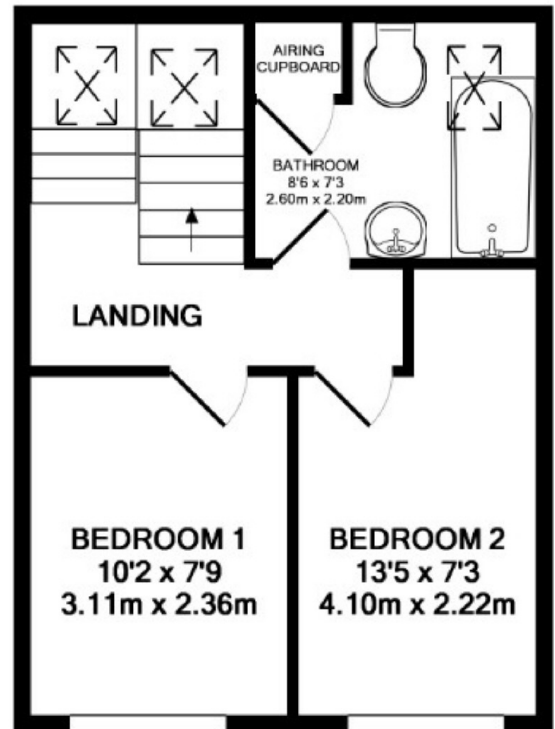 AIRING
CUPBOARD
BATHROOM
8'6 x 7'3
2.60m x 2.20m
LANDING
BEDROOM 1
10'2 x 7'9
3.11m x 2.36m
BEDROOM 2
13'5 x 7'3
4.10m x 2.22m